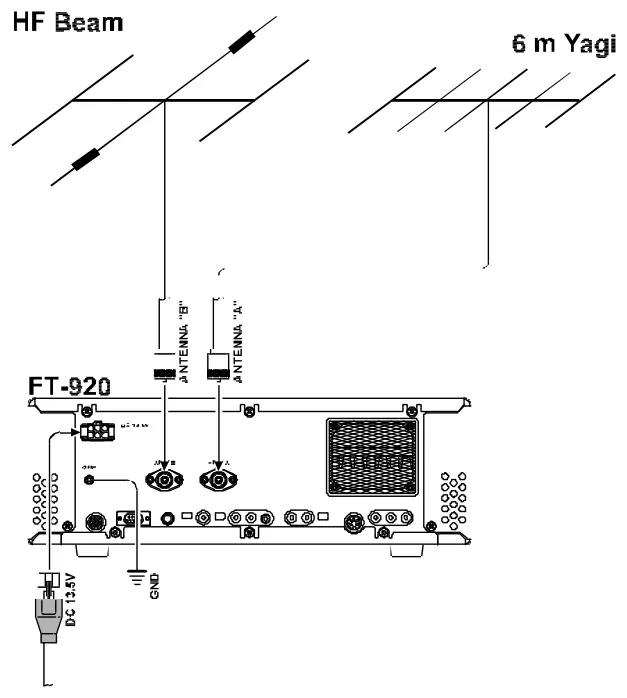 HF Beam
6 m Yagi
ANTENNA "B"
ANTENNA "A"
FT-920
GND
DC 13.5V